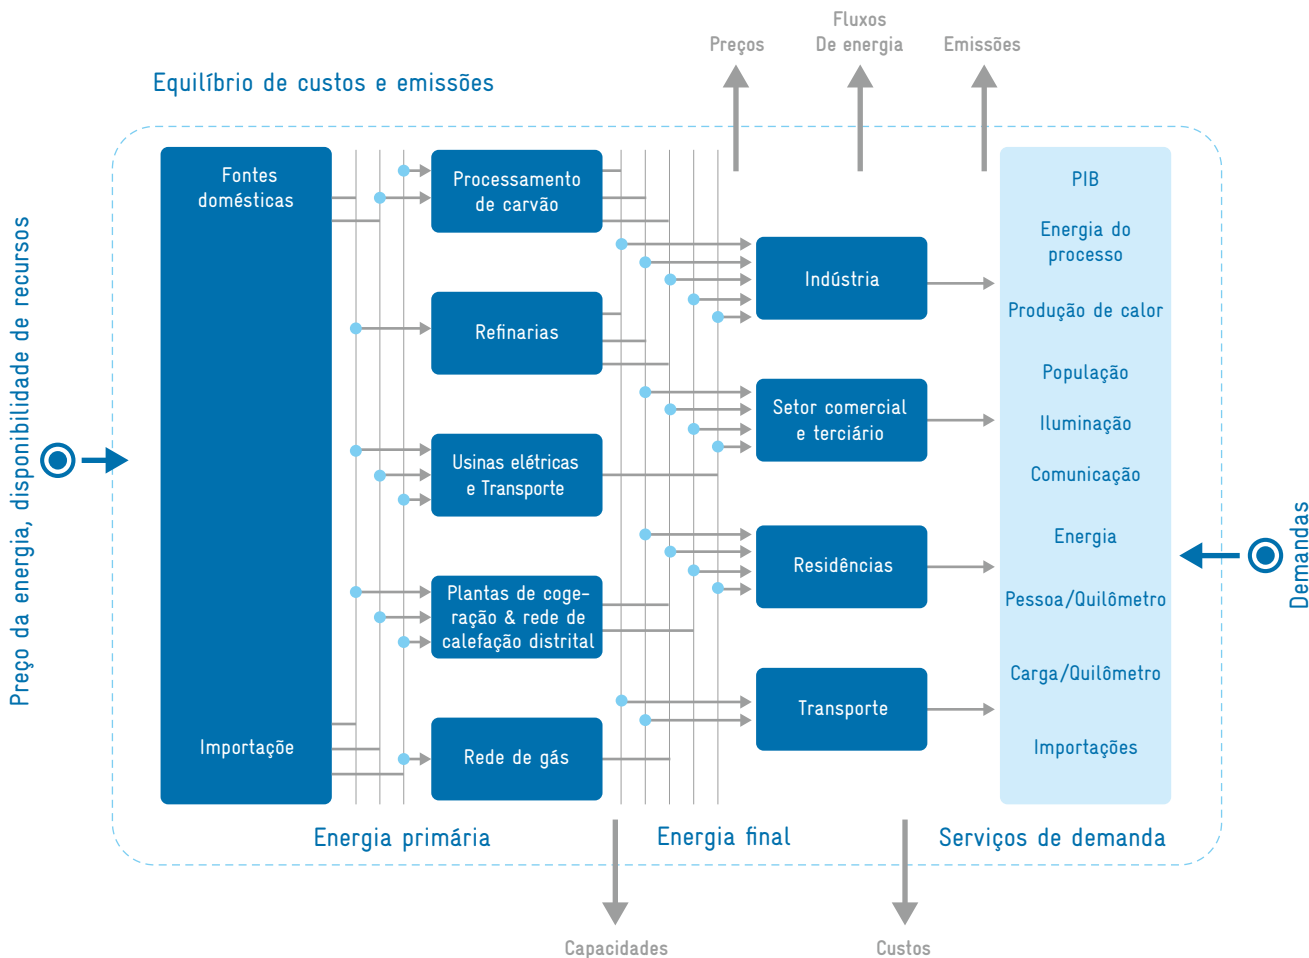 Fluxos
De energia
Preços
Emissões
Equilíbrio de custos e emissões
Preço da energia, disponibilidade de recursos
Fontes
domésticas
Importaçõe
Processamento
de carvão
Refinarias
Usinas elétricas
e Transporte
Plantas de coge-
ração & rede de
calefação distrital
Rede de gás
Indústria
Setor comercial
e terciário
Residências
Transporte
PIB
Energia do
processo
Produção de calor
População
Iluminação
Comunicação
Energia
Pessoa/Quilômetro
Carga/Quilômetro
Importações
Demandas
Energia primária
Energia final
Serviços de demanda
Capacidades
Custos